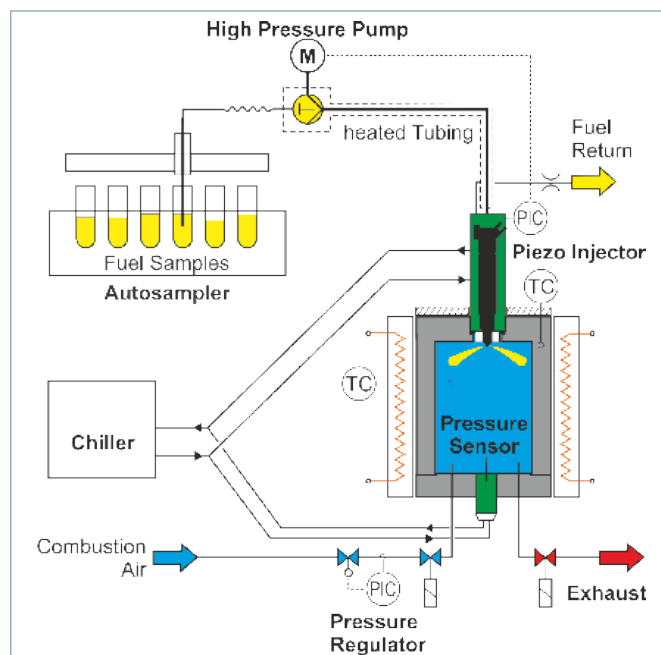 High Pressure Pump
M
heated Tubing
Fuel
Return
PIC
Piezo Injector
Fuel Samples
Autosampler
TC
TC
Chiller
Pressure
Sensor
Combustion
Air
PIC
Pressure
Regulator
Exhaust